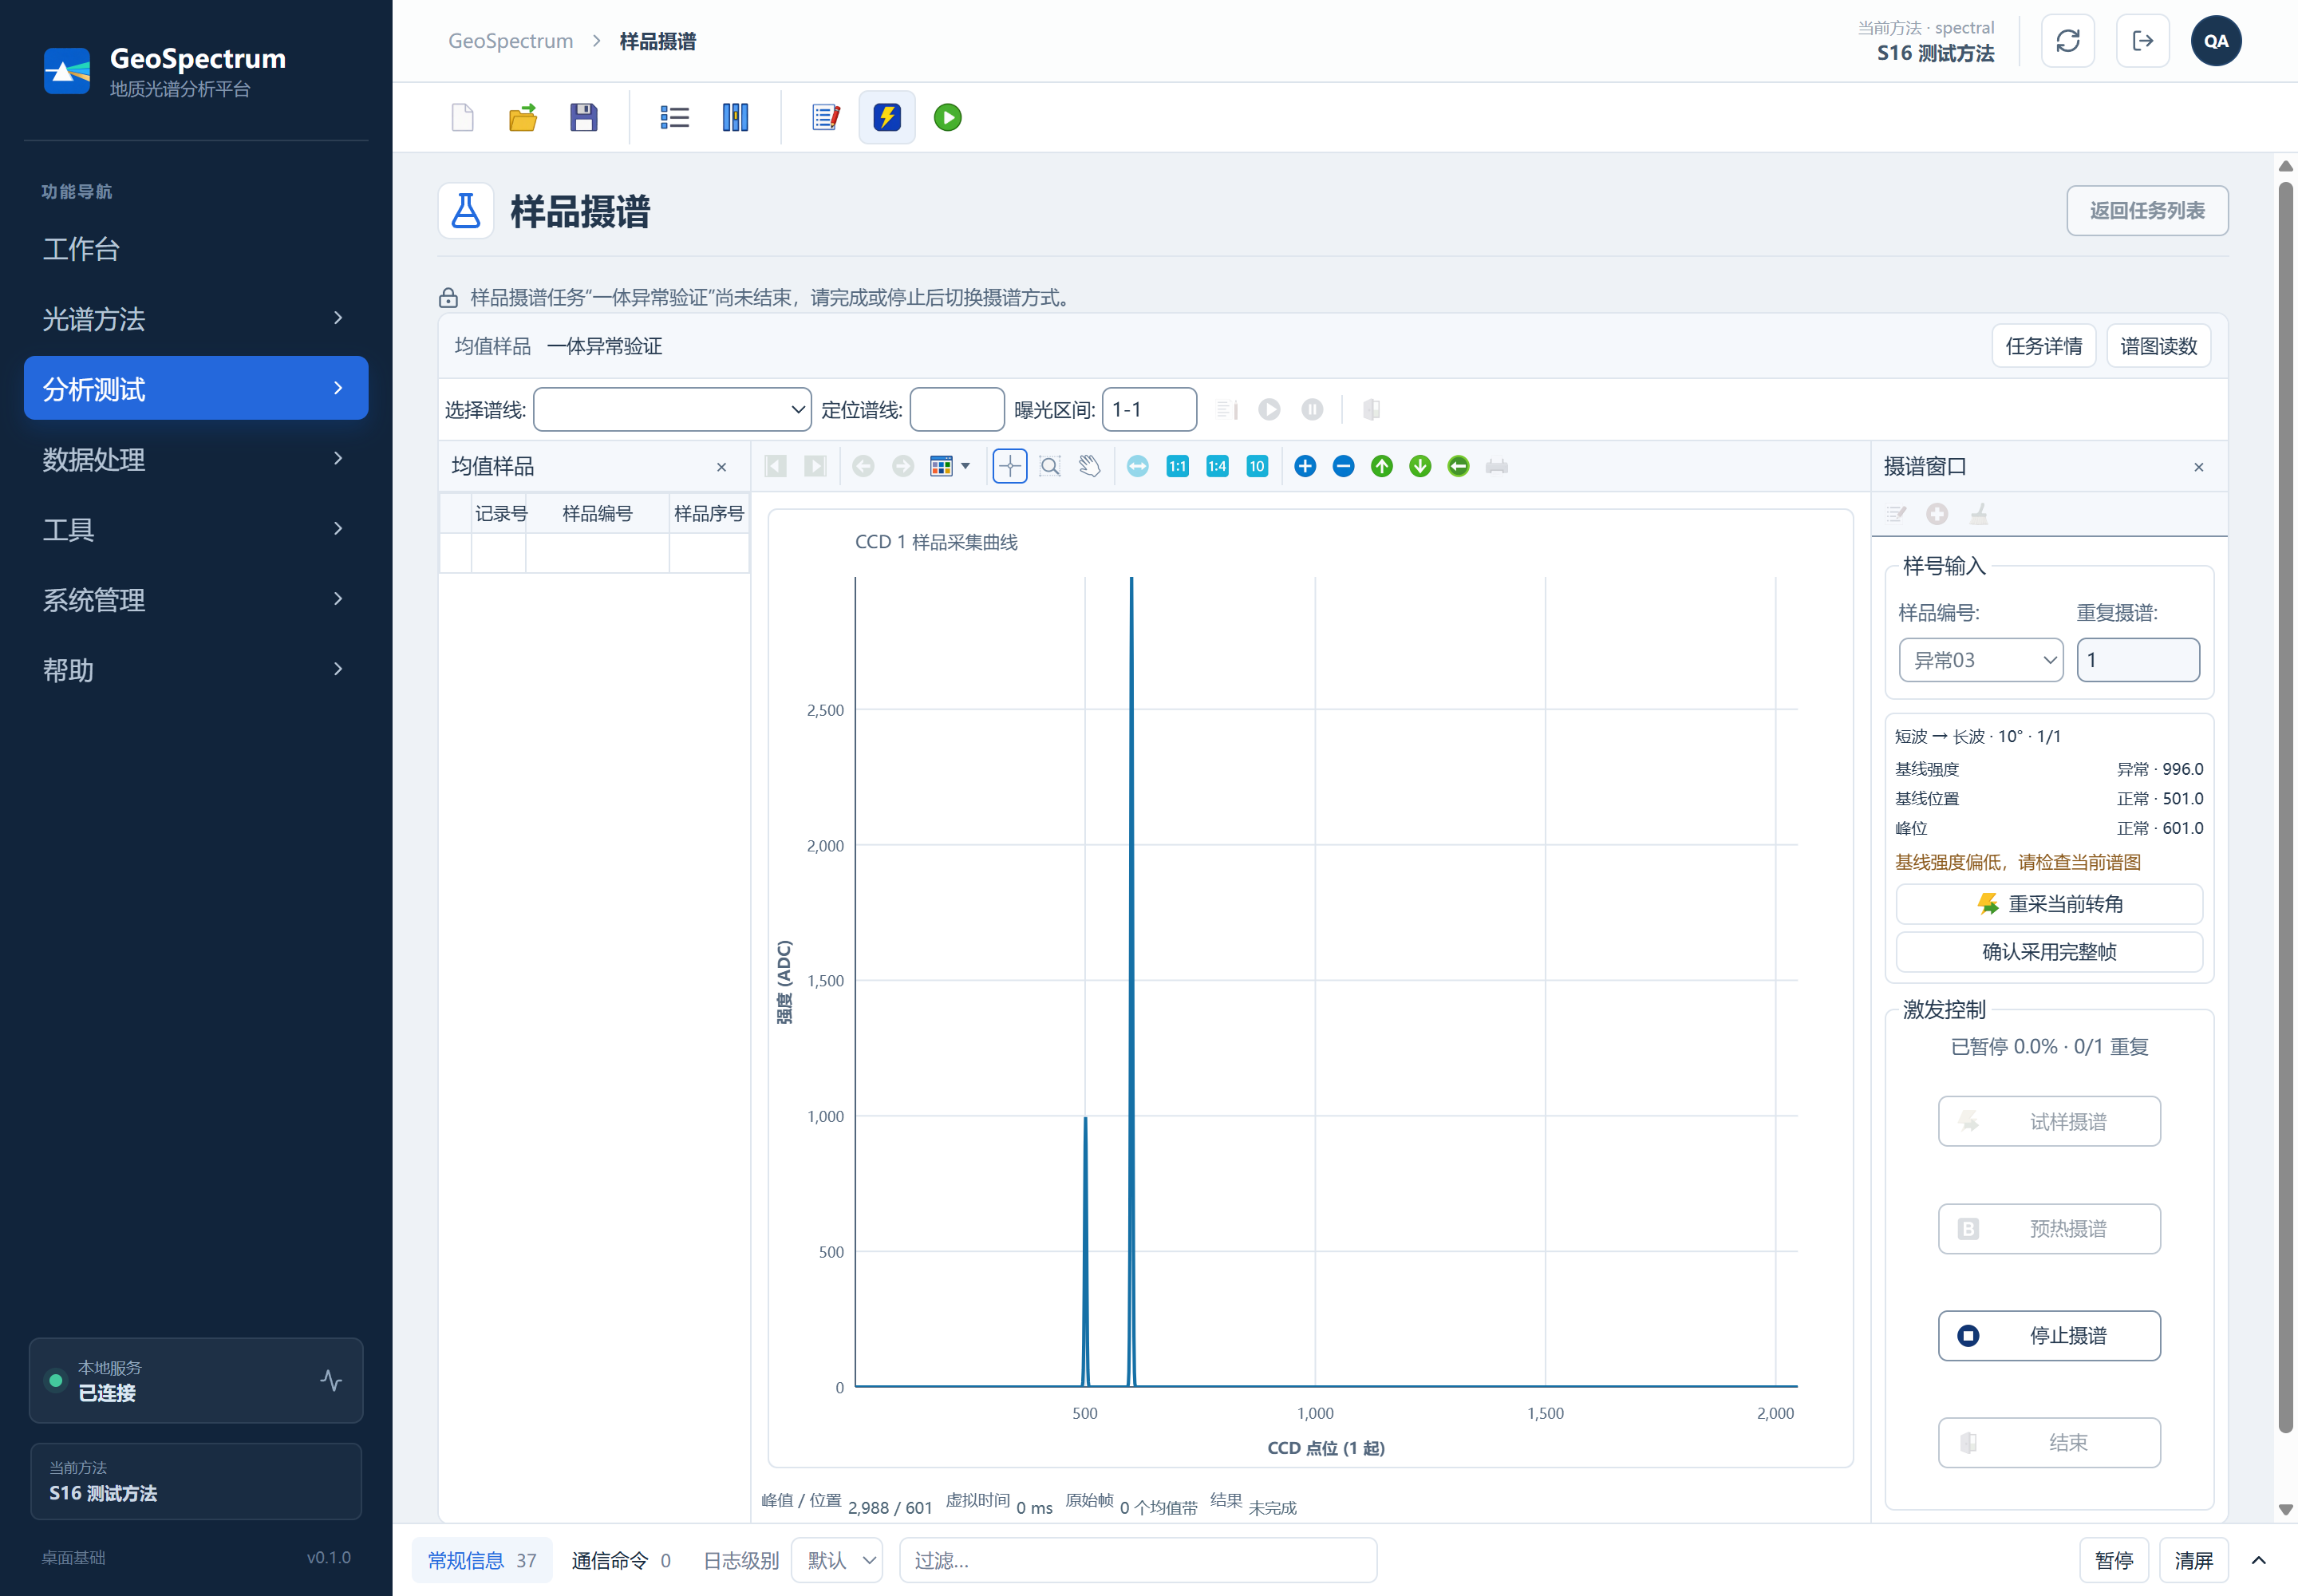 GeoSpectrum
地质光谱分析平台
功能导航
工作台
光谱方法
分析测试
数据处理
工具
系统管理
帮助
本地服务
已连接
当前方法
S16 测试方法
桌面基础 v0.1.0
GeoSpectrum > 样品摄谱
当前方法 · spectral
S16 测试方法
QA
样品摄谱
返回任务列表
样品摄谱任务“一体异常验证”尚未结束，请完成或停止后切换摄谱方式。
均值样品 一体异常验证
任务详情 谱图读数
选择谱线: 定位谱线: 曝光区间: 1-1
均值样品 ×
1:1 1:4 10
记录号 样品编号 样品序号
CCD 1 样品采集曲线
强度 (ADC)
2,500
2,000
1,500
1,000
500
0
500 1,000 1,500 2,000
CCD 点位 (1 起)
峰值 / 位置 2,988 / 601 虚拟时间 0 ms 原始帧 0 个均值带 结果 未完成
摄谱窗口 ×
样号输入
样品编号: 重复摄谱:
异常03 1
短波 → 长波 · 10° · 1/1
基线强度 异常 · 996.0
基线位置 正常 · 501.0
峰位 正常 · 601.0
基线强度偏低，请检查当前谱图
重采当前转角
确认采用完整帧
激发控制
已暂停 0.0% · 0/1 重复
试样摄谱
B 预热摄谱
停止摄谱
结束
常规信息 37 通信命令 0 日志级别 默认 过滤...
暂停 清屏